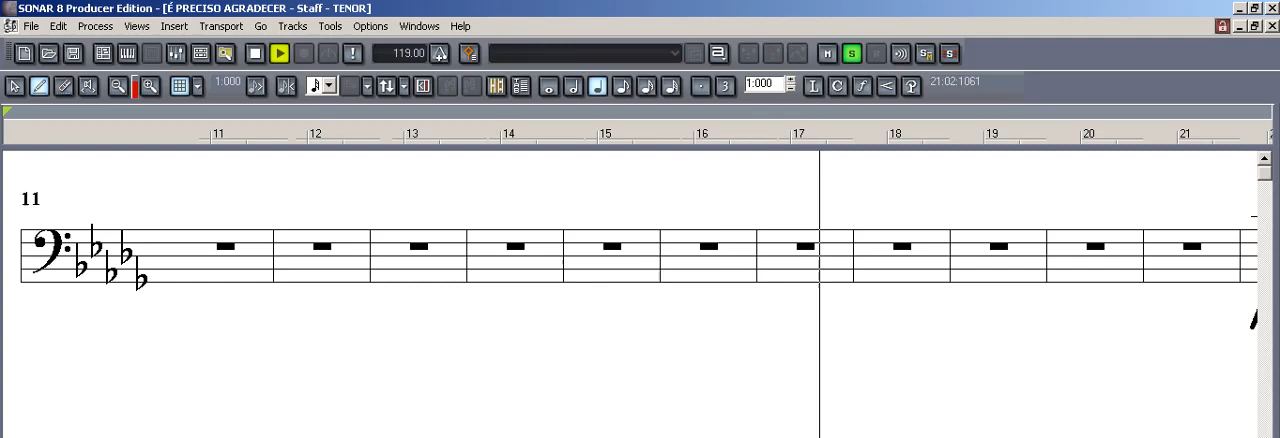 SONAR 8 Producer Edition - [É PRECISO AGRADECER - Staff - TENOR]
File Edit Process Views Insert Transport Go Tracks Tools Options Windows Help
119.00 M S R
1:000 3 1:000 L C f < P 21:02:1061
11 12 13 14 15 16 17 18 19 20 21
11